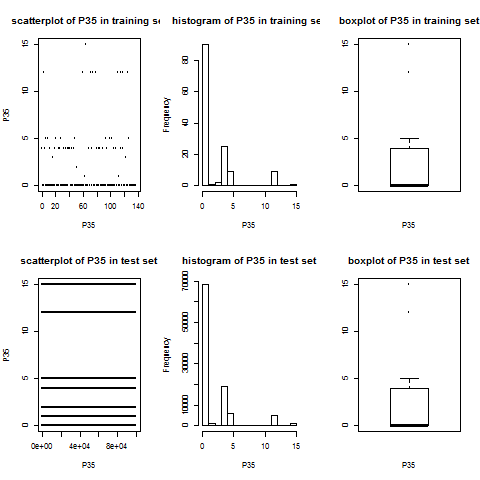 scatterplot of P35 in training se
histogram of P35 in training se
boxplot of P35 in training set
P35
15
10
5
0
0
20
60
100
140
P35
Frequency
80
60
40
20
0
0
5
10
15
P35
15
10
5
0
P35
scatterplot of P35 in test set
histogram of P35 in test set
boxplot of P35 in test set
P35
15
10
5
0
0e+00
4e+04
8e+04
P35
Frequency
70000
50000
30000
10000
0
0
5
10
15
P35
15
10
5
0
P35